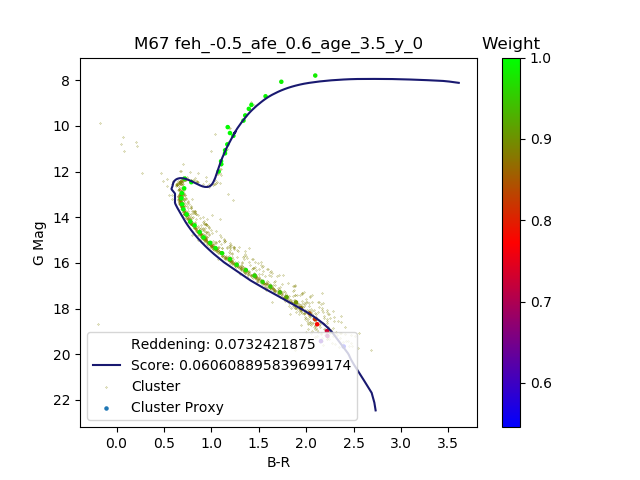 M67 feh_-0.5_afe_0.6_age_3.5_y_0
Weight
G Mag
8
10
12
14
16
18
20
22
0.0
0.5
1.0
1.5
2.0
2.5
3.0
3.5
B-R
Reddening: 0.0732421875
Score: 0.060608895839699174
Cluster
Cluster Proxy
1.0
0.9
0.8
0.7
0.6